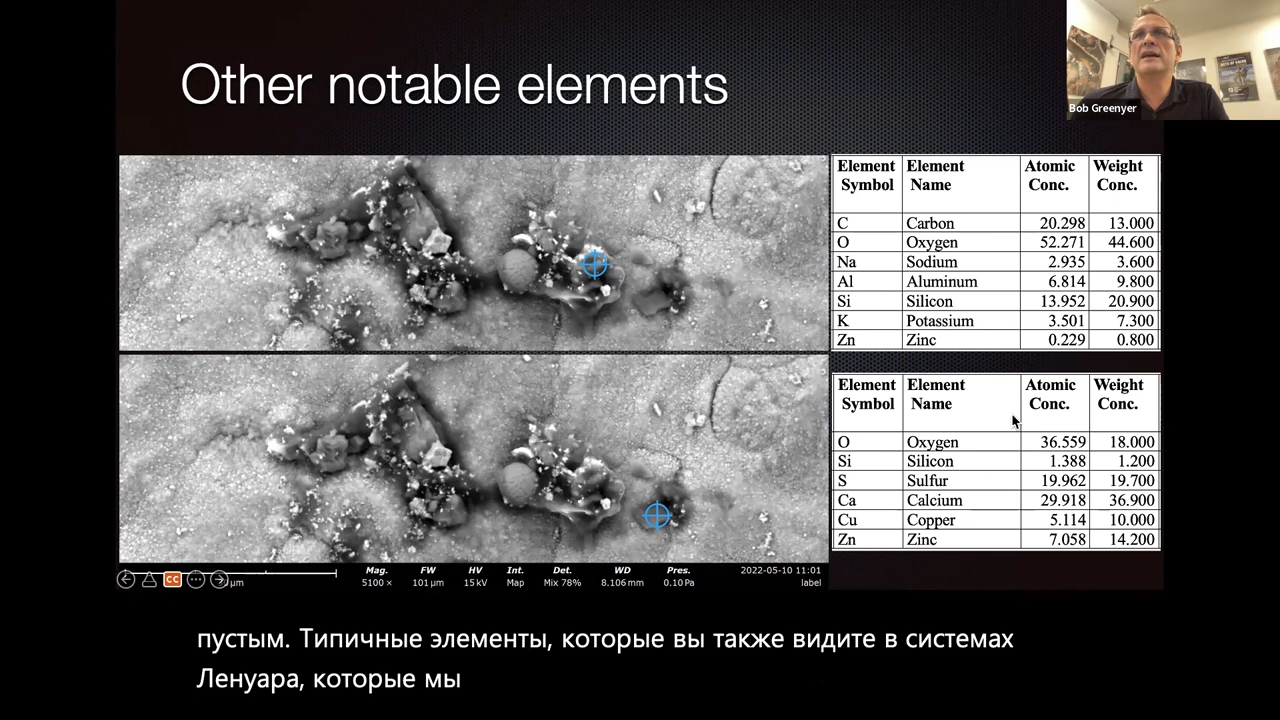 Other notable elements
Bob Greenyer
Element Symbol Element Name Atomic Conc. Weight Conc.
C Carbon 20.298 13.000
O Oxygen 52.271 44.600
Na Sodium 2.935 3.600
Al Aluminum 6.814 9.800
Si Silicon 13.952 20.900
K Potassium 3.501 7.300
Zn Zinc 0.229 0.800
Element Symbol Element Name Atomic Conc. Weight Conc.
O Oxygen 36.559 18.000
Si Silicon 1.388 1.200
S Sulfur 19.962 19.700
Ca Calcium 29.918 36.900
Cu Copper 5.114 10.000
Zn Zinc 7.058 14.200
CC
µm
Mag. FW HV Int. Det. WD Pres. 2022-05-10 11:01
5100 × 101 µm 15 kV Map Mix 78% 8.106 mm 0.10 Pa label
пустым. Типичные элементы, которые вы также видите в системах
Ленуара, которые мы